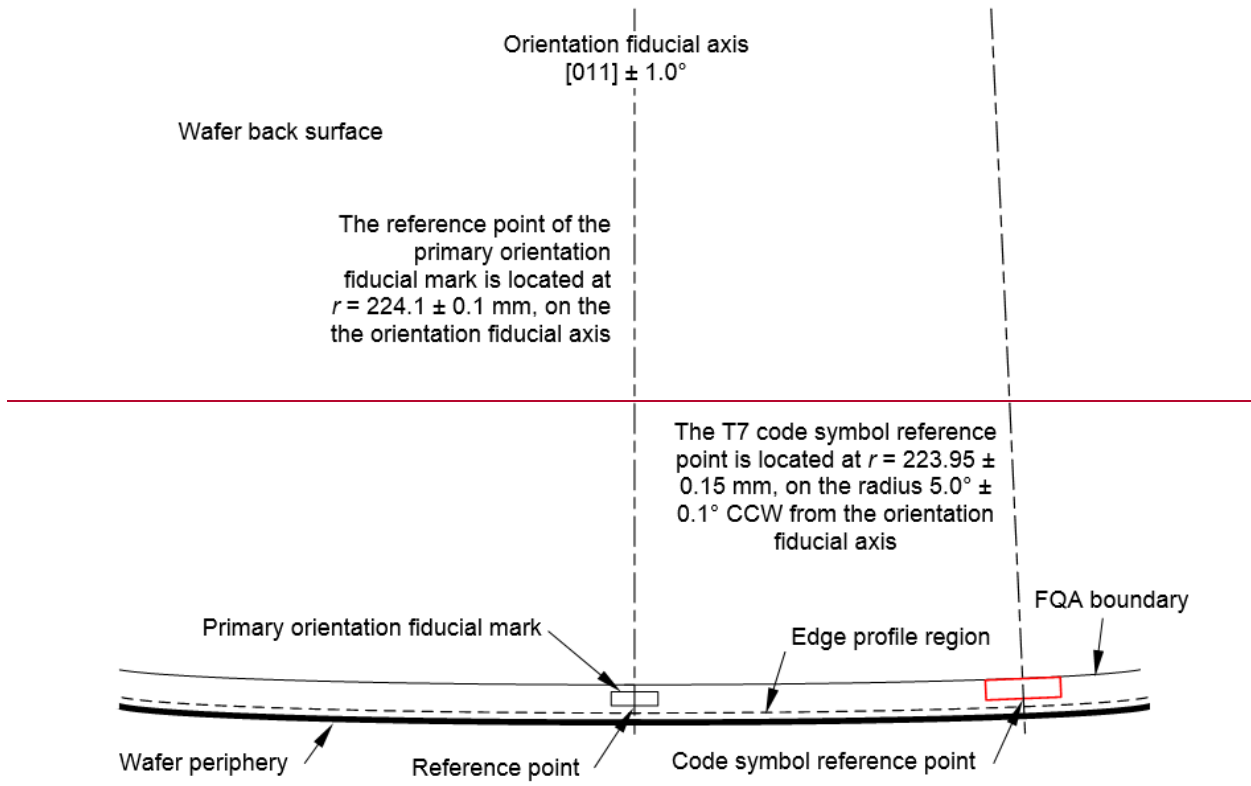 Orientation fiducial axis
[011] ± 1.0°
Wafer back surface
The reference point of the
primary orientation
fiducial mark is located at
r = 224.1 ± 0.1 mm, on the
the orientation fiducial axis
The T7 code symbol reference
point is located at r = 223.95 ±
0.15 mm, on the radius 5.0° ±
0.1° CCW from the orientation
fiducial axis
FQA boundary
Primary orientation fiducial mark
Edge profile region
Wafer periphery
Reference point
Code symbol reference point